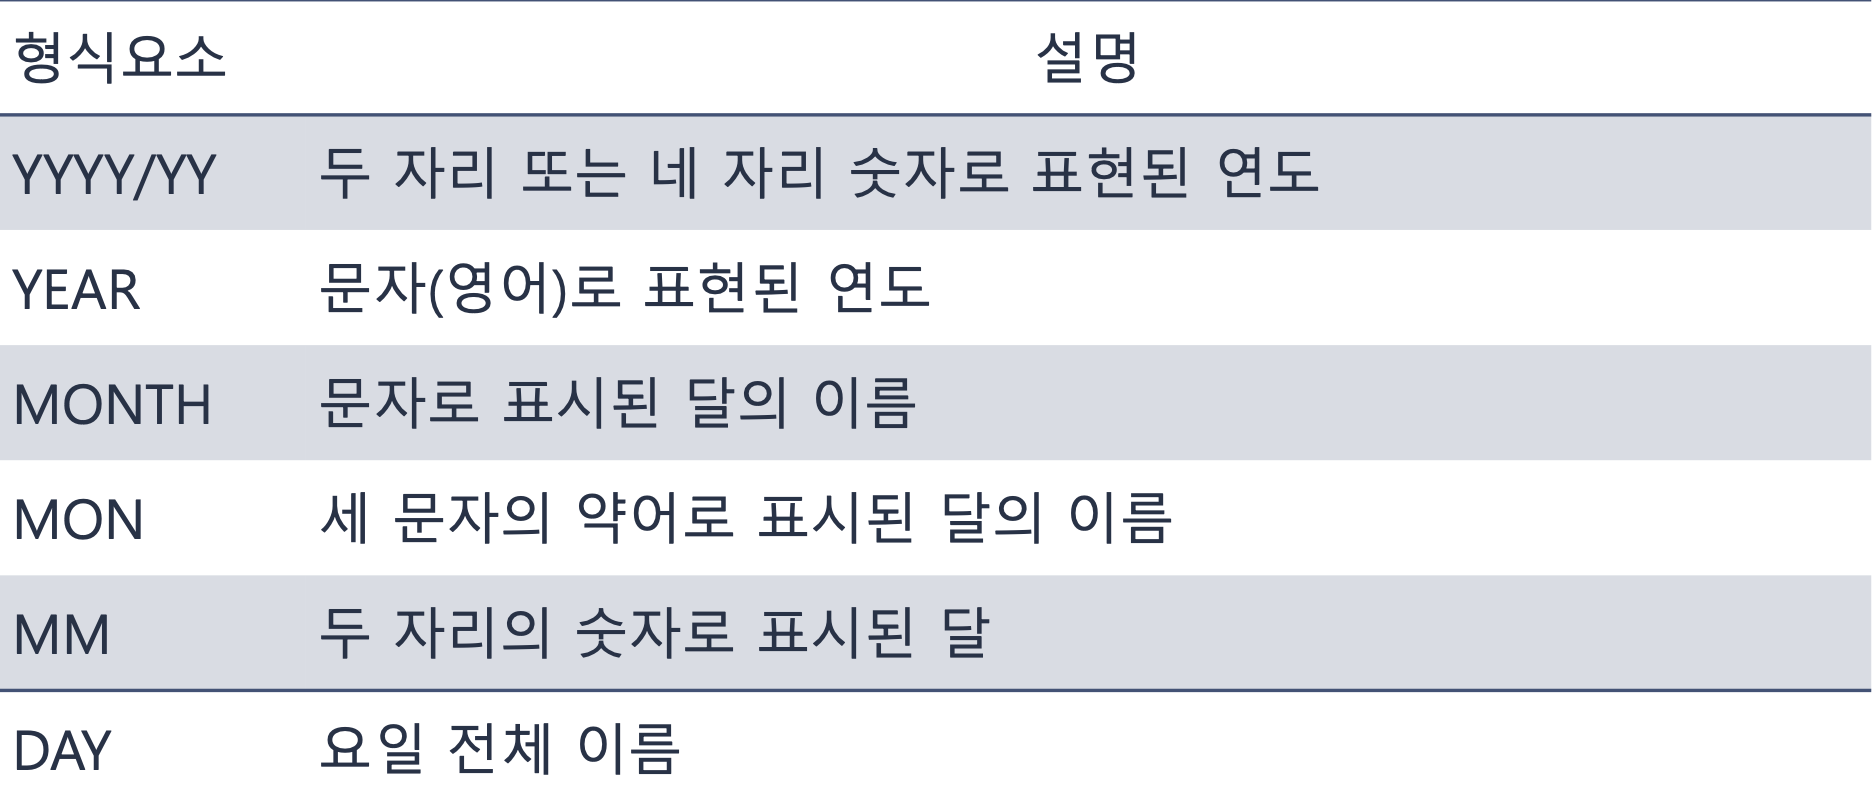 형식요소 설명
YYYY/YY 두 자리 또는 네 자리 숫자로 표현된 연도
YEAR 문자(영어)로 표현된 연도
MONTH 문자로 표시된 달의 이름
MON 세 문자의 약어로 표시된 달의 이름
MM 두 자리의 숫자로 표시된 달
DAY 요일 전체 이름